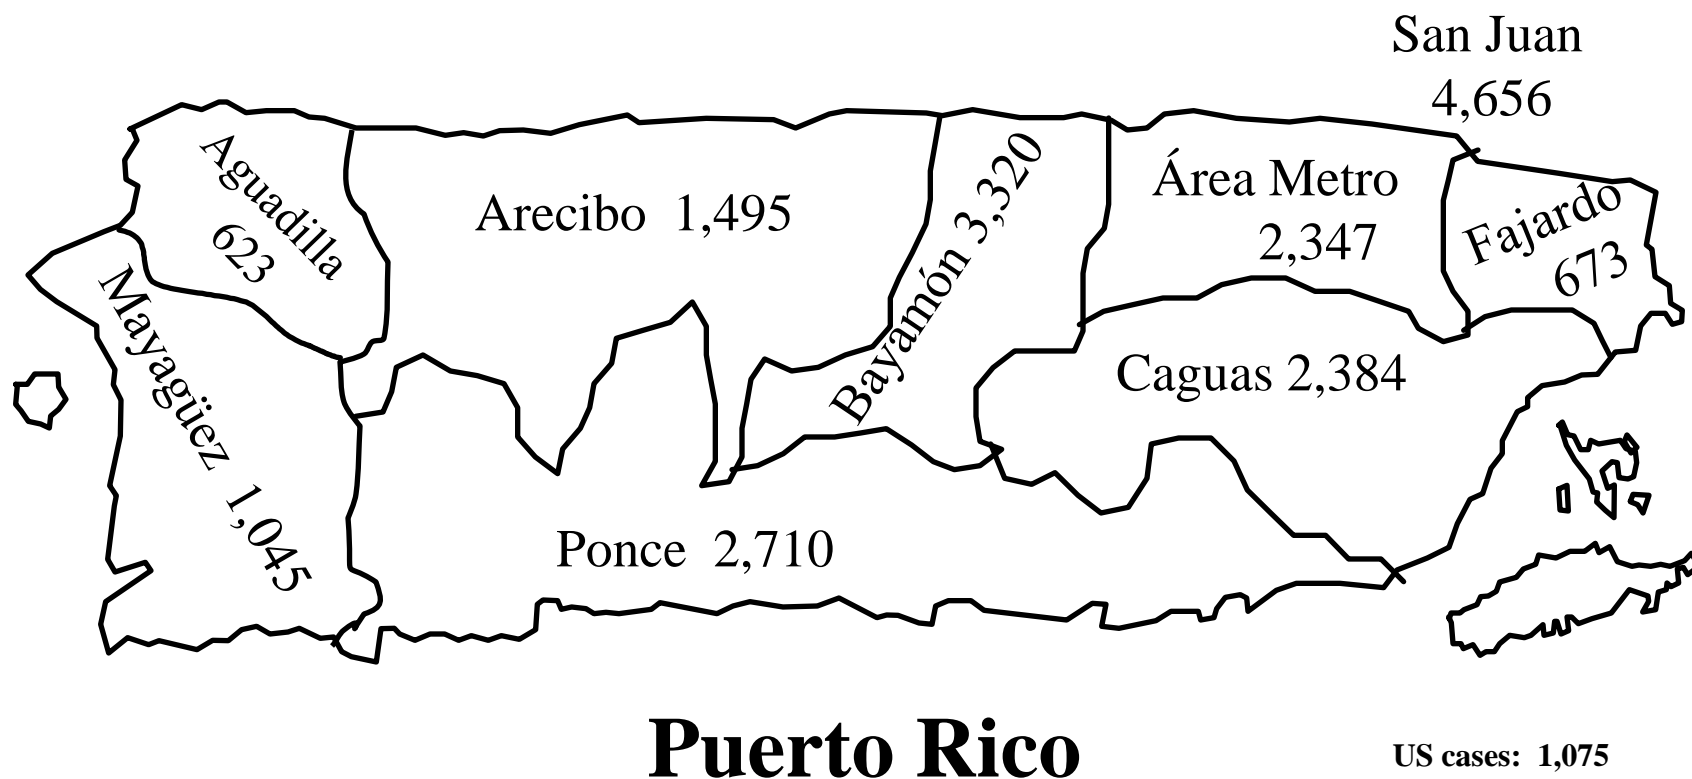 San Juan
4,656
Aguadilla
623
Arecibo 1,495
Bayamón 3,320
Área Metro
2,347
Fajardo
673
Mayagüez 1,045
Caguas 2,384
Ponce 2,710
Puerto Rico
US cases: 1,075